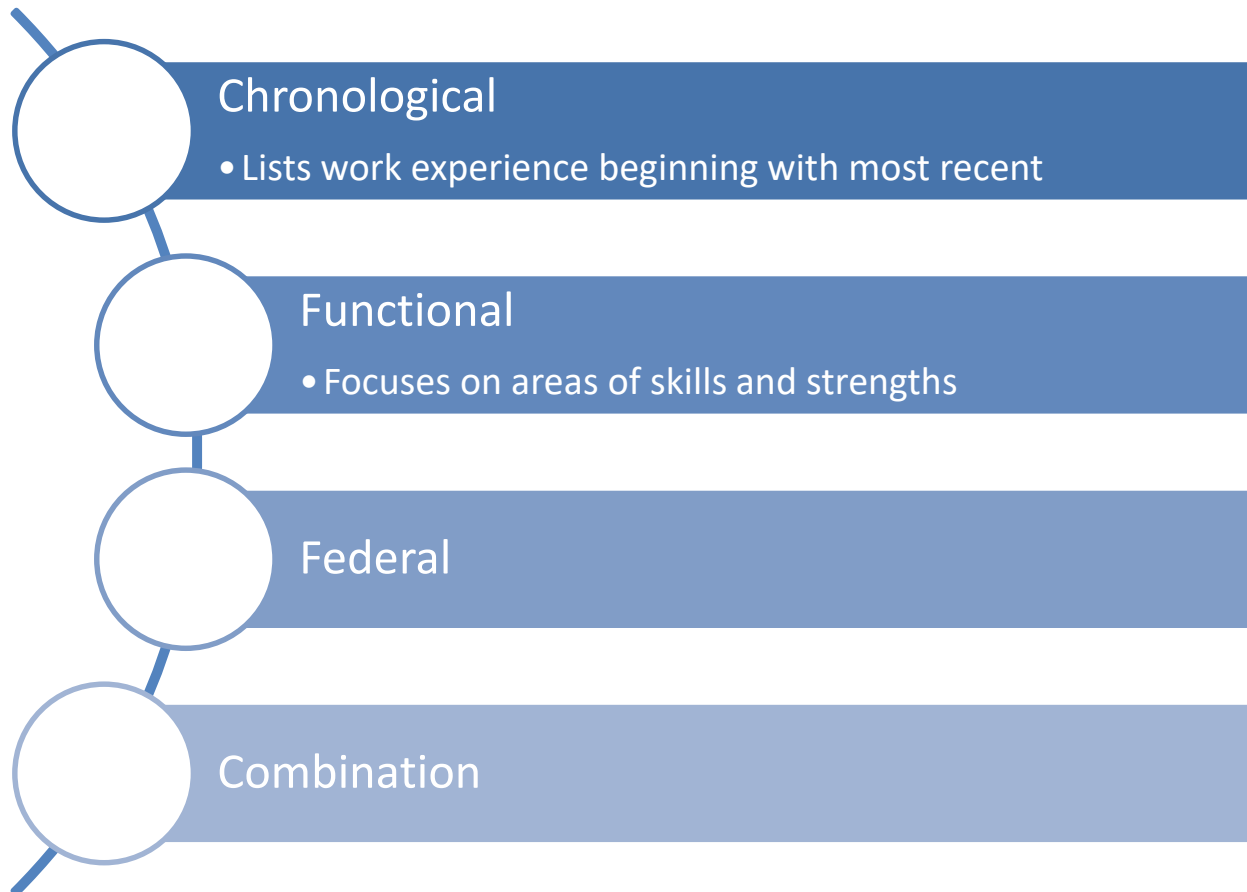 Chronological
• Lists work experience beginning with most recent
Functional
• Focuses on areas of skills and strengths
Federal
Combination